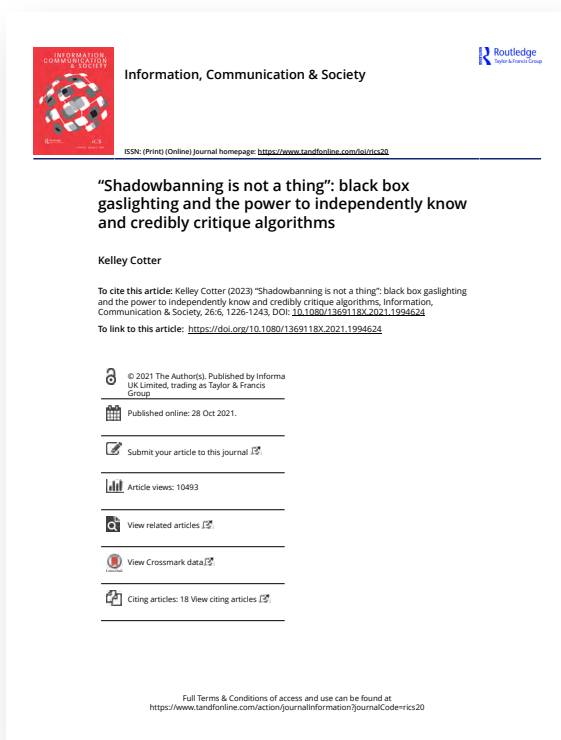 INFORMATION,
COMMUNICATION
& SOCIETY
Routledge
Taylor & Francis Group
Information, Communication & Society
ISSN: (Print) (Online) Journal homepage: https://www.tandfonline.com/loi/rics20
“Shadowbanning is not a thing”: black box
gaslighting and the power to independently know
and credibly critique algorithms
Kelley Cotter
To cite this article: Kelley Cotter (2023) “Shadowbanning is not a thing”: black box gaslighting
and the power to independently know and credibly critique algorithms, Information,
Communication & Society, 26:6, 1226-1243, DOI: 10.1080/1369118X.2021.1994624
To link to this article: https://doi.org/10.1080/1369118X.2021.1994624
© 2021 The Author(s). Published by Informa
UK Limited, trading as Taylor & Francis
Group
Published online: 28 Oct 2021.
Submit your article to this journal
Article views: 10493
View related articles
View Crossmark data
Citing articles: 18 View citing articles
Full Terms & Conditions of access and use can be found at
https://www.tandfonline.com/action/journalInformation?journalCode=rics20